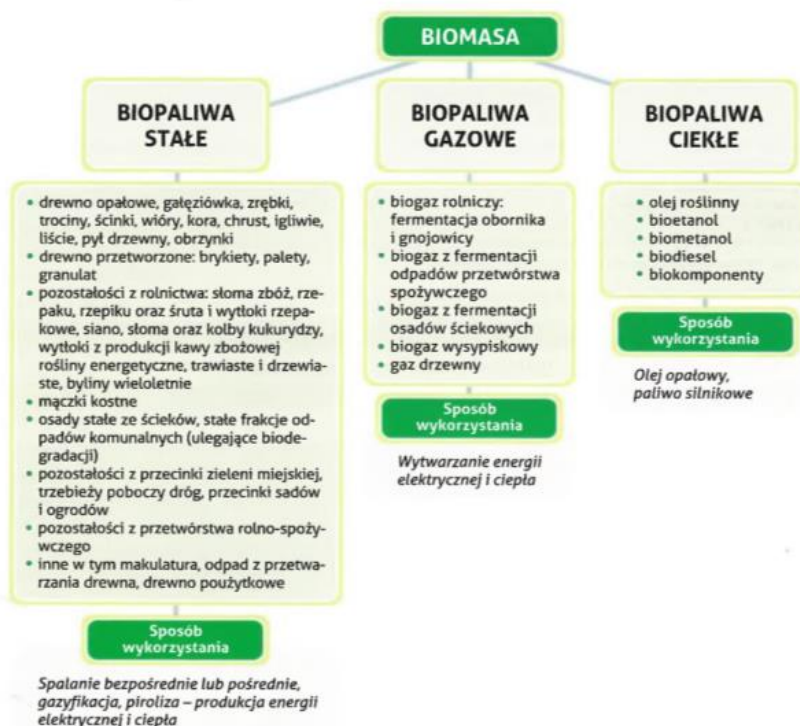 BIOMASA
BIOPALIWA
STAŁE
• drewno opałowe, gałęziówka, zrębki,
trociny, ścinki, wióry, kora, chrust, igliwie,
liście, pył drzewny, obrzynki
• drewno przetworzone: brykiety, palety,
granulat
• pozostałości z rolnictwa: słoma zbóż, rze-
paku, rzepiku oraz śruta i wytłoki rzepa-
kowe, siano, słoma oraz kolby kukurydzy,
wytłoki z produkcji kawy zbożowej
rośliny energetyczne, trawiaste i drzewia-
ste, byliny wieloletnie
• mączki kostne
• osady stałe ze ścieków, stałe frakcje od-
padów komunalnych (ulegające biode-
gradacji)
• pozostałości z przecinki zieleni miejskiej,
trzebieży poboczy dróg, przecinki sadów
i ogrodów
• pozostałości z przetwórstwa rolno-spoży-
wczego
• inne w tym makulatura, odpad z przetwa-
rzania drewna, drewno poużytkowe
Sposób
wykorzystania
Spalanie bezpośrednie lub pośrednie,
gazyfikacja, piroliza – produkcja energii
elektrycznej i ciepła
BIOPALIWA
GAZOWE
• biogaz rolniczy:
fermentacja obornika
i gnojowicy
• biogaz z fermentacji
odpadów przetwórstwa
spożywczego
• biogaz z fermentacji
osadów ściekowych
• biogaz wysypiskowy
• gaz drzewny
Sposób
wykorzystania
Wytwarzanie energii
elektrycznej i ciepła
BIOPALIWA
CIEKŁE
• olej roślinny
• bioetanol
• biometanol
• biodiesel
• biokomponenty
Sposób
wykorzystania
Olej opałowy,
paliwo silnikowe